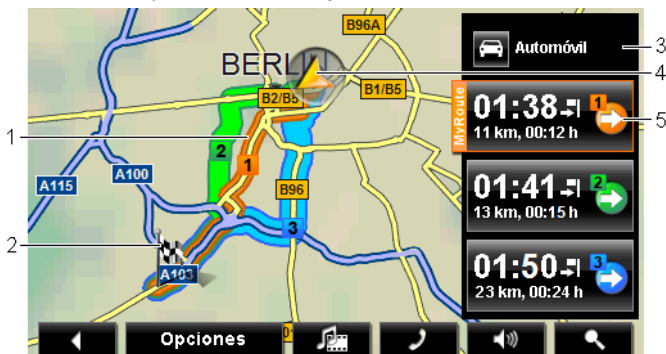 B96A
BERLIN
B2/B5
B1/B5
1
2
1
A115
A100
B96
2
3
A103
Automóvil
3
4
MyRoute
01:38
1
11 km, 00:12 h
5
01:41
2
13 km, 00:15 h
01:50
3
23 km, 00:24 h
Opciones